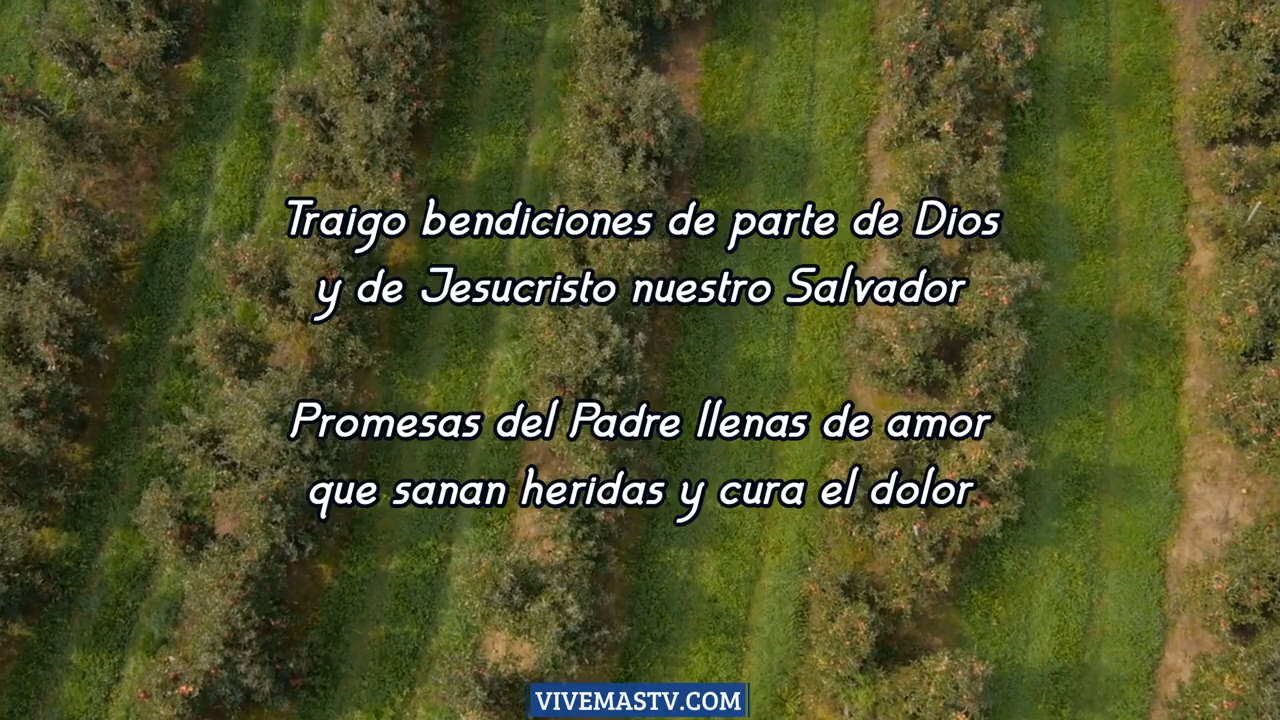 Traigo bendiciones de parte de Dios
y de Jesucristo nuestro Salvador
Promesas del Padre llenas de amor
que sanan heridas y cura el dolor
VIVEMASTV.COM